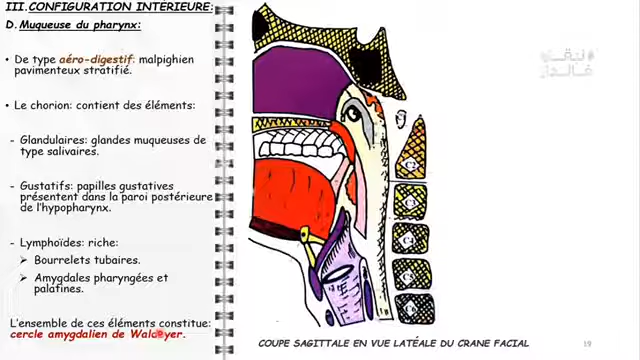 III.CONFIGURATION INTÉRIEURE:
D. Muqueuse du pharynx:
• De type aéro-digestif: malpighien
pavimenteux stratifié.
• Le chorion: contient des éléments:
- Glandulaires: glandes muqueuses de
type salivaires.
- Gustatifs: papilles gustatives
présentent dans la paroi postérieure
de l'hypopharynx.
- Lymphoïdes: riche:
➢ Bourrelets tubaires.
➢ Amygdales pharyngées et
palatines.
L'ensemble de ces éléments constitue:
cercle amygdalien de Waldeyer.
C2
C3
C4
C5
C6
COUPE SAGITTALE EN VUE LATÉALE DU CRANE FACIAL
19